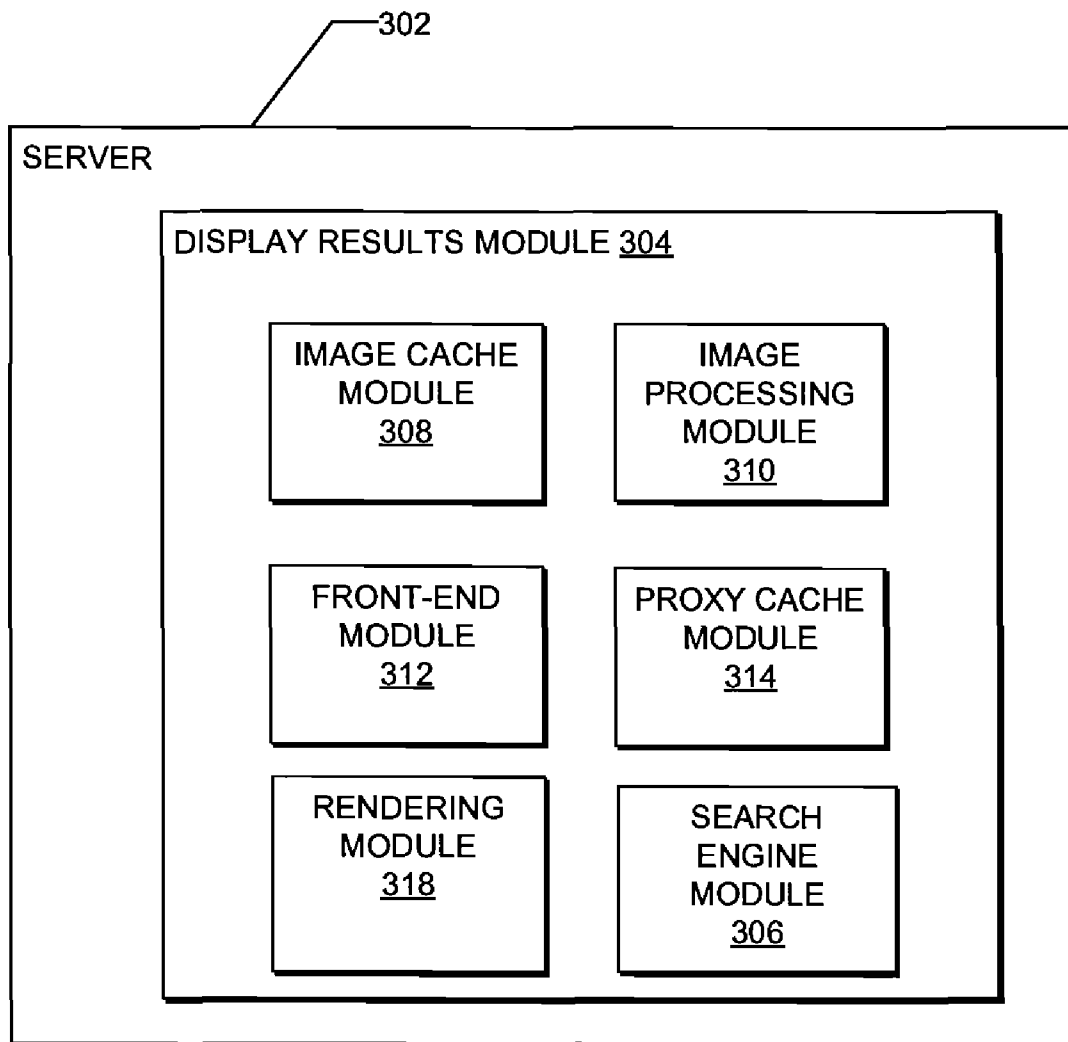 302
SERVER
DISPLAY RESULTS MODULE 304
IMAGE CACHE
MODULE
308
IMAGE
PROCESSING
MODULE
310
FRONT-END
MODULE
312
PROXY CACHE
MODULE
314
RENDERING
MODULE
318
SEARCH
ENGINE
MODULE
306